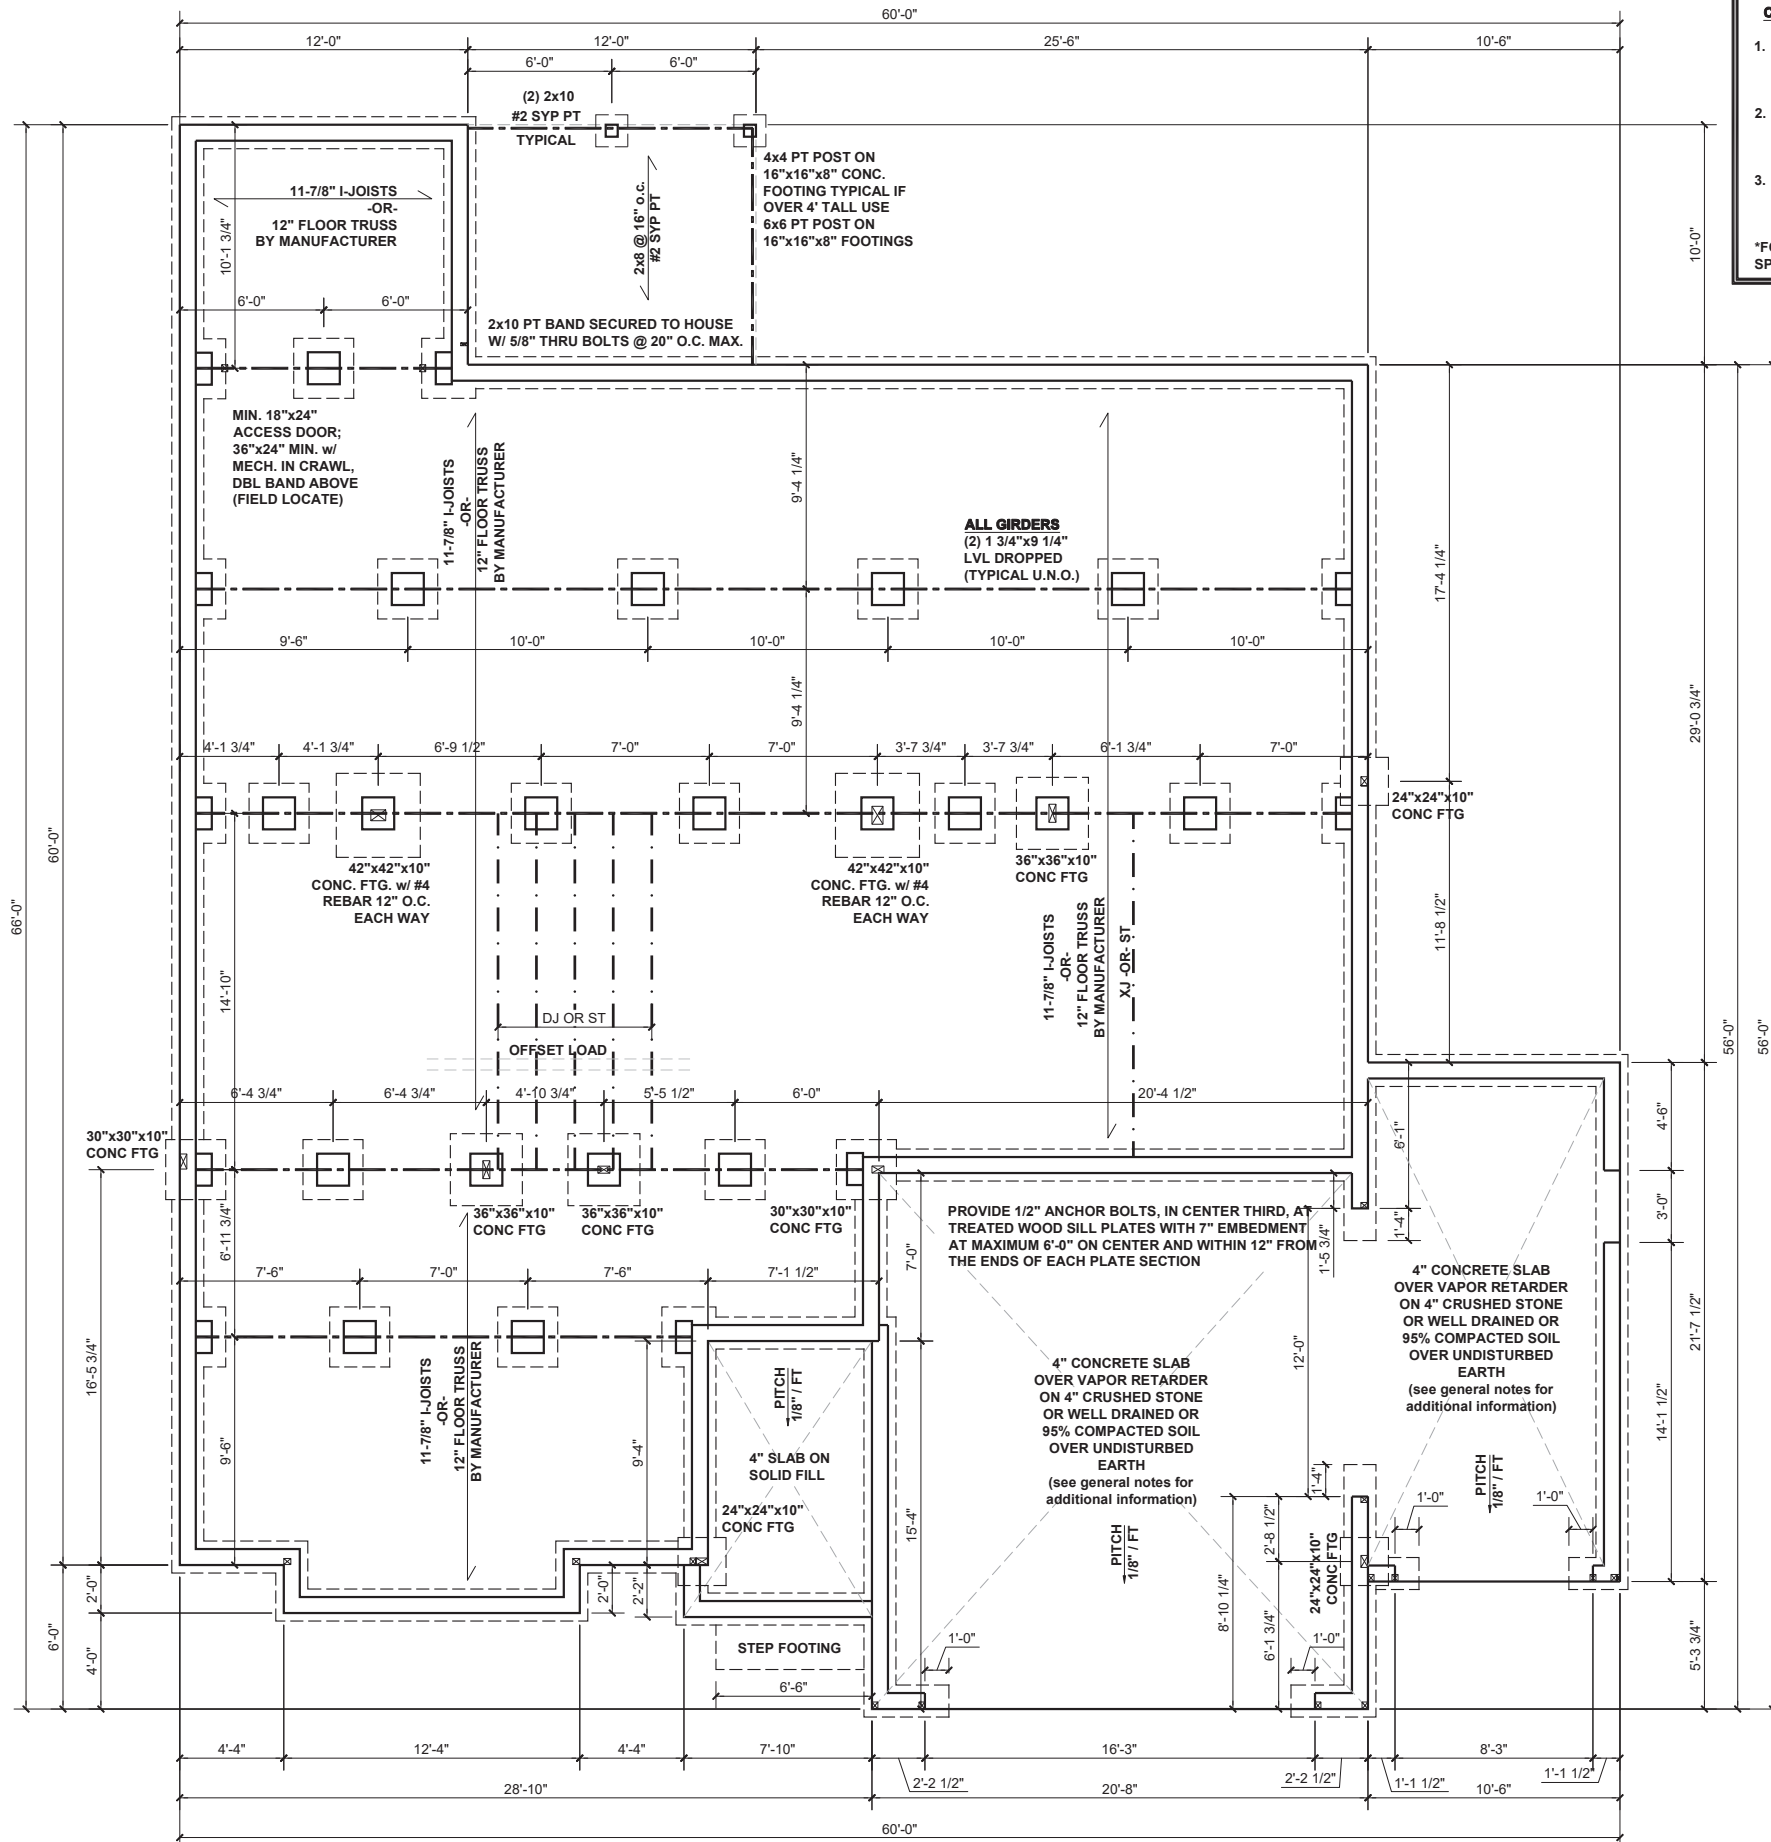 60'-0"
12'-0"
12'-0"
25'-6"
10'-6"
6'-0"
6'-0"
1.
2.
3.
*FO
SP
(2) 2x10
#2 SYP PT
TYPICAL
4x4 PT POST ON
16"x16"x8" CONC.
FOOTING TYPICAL IF
OVER 4' TALL USE
6x6 PT POST ON
16"x16"x8" FOOTINGS
11-7/8" I-JOISTS
-OR-
12" FLOOR TRUSS
BY MANUFACTURER
2x8 @ 16" o.c.
#2 SYP PT
10'-1 3/4"
10'-0"
6'-0"
6'-0"
2x10 PT BAND SECURED TO HOUSE
W/ 5/8" THRU BOLTS @ 20" O.C. MAX.
MIN. 18"x24"
ACCESS DOOR;
36"x24" MIN. w/
MECH. IN CRAWL,
DBL BAND ABOVE
(FIELD LOCATE)
11-7/8" I-JOISTS
-OR-
12" FLOOR TRUSS
BY MANUFACTURER
9'-4 1/4"
ALL GIRDERS
(2) 1 3/4"x9 1/4"
LVL DROPPED
(TYPICAL U.N.O.)
17'-4 1/4"
9'-6"
10'-0"
10'-0"
10'-0"
10'-0"
9'-4 1/4"
29'-0 3/4"
4'-1 3/4"
4'-1 3/4"
6'-9 1/2"
7'-0"
7'-0"
3'-7 3/4"
3'-7 3/4"
6'-1 3/4"
7'-0"
24"x24"x10"
CONC FTG
60'-0"
66'-0"
42"x42"x10"
CONC. FTG. w/ #4
REBAR 12" O.C.
EACH WAY
42"x42"x10"
CONC. FTG. w/ #4
REBAR 12" O.C.
EACH WAY
36"x36"x10"
CONC FTG
11'-8 1/2"
14'-10"
11-7/8" I-JOISTS
-OR-
12" FLOOR TRUSS
BY MANUFACTURER
XJ -OR- ST
DJ OR ST
OFFSET LOAD
56'-0"
56'-0"
6'-4 3/4"
6'-4 3/4"
4'-10 3/4"
5'-5 1/2"
6'-0"
20'-4 1/2"
6'-1"
4'-6"
30"x30"x10"
CONC FTG
36"x36"x10"
CONC FTG
36"x36"x10"
CONC FTG
30"x30"x10"
CONC FTG
PROVIDE 1/2" ANCHOR BOLTS, IN CENTER THIRD, AT
TREATED WOOD SILL PLATES WITH 7" EMBEDMENT
AT MAXIMUM 6'-0" ON CENTER AND WITHIN 12" FROM
THE ENDS OF EACH PLATE SECTION
1'-4"
3'-0"
1'-5 3/4"
6'-11 3/4"
7'-0"
7'-6"
7'-0"
7'-6"
7'-1 1/2"
4" CONCRETE SLAB
OVER VAPOR RETARDER
ON 4" CRUSHED STONE
OR WELL DRAINED OR
95% COMPACTED SOIL
OVER UNDISTURBED
EARTH
(see general notes for
additional information)
21'-7 1/2"
16'-5 3/4"
12'-0"
11-7/8" I-JOISTS
-OR-
12" FLOOR TRUSS
BY MANUFACTURER
PITCH
1/8" / FT
4" CONCRETE SLAB
OVER VAPOR RETARDER
ON 4" CRUSHED STONE
OR WELL DRAINED OR
95% COMPACTED SOIL
OVER UNDISTURBED
EARTH
(see general notes for
additional information)
14'-1 1/2"
9'-6"
9'-4"
4" SLAB ON
SOLID FILL
24"x24"x10"
CONC FTG
15'-4"
1'-4"
PITCH
1/8" / FT
1'-0"
1'-0"
PITCH
1/8" / FT
2'-8 1/2"
24"x24"x10"
CONC FTG
2'-0"
2'-0"
2'-2"
8'-10 1/4"
6'-1 3/4"
6'-0"
4'-0"
STEP FOOTING
1'-0"
1'-0"
5'-3 3/4"
6'-6"
4'-4"
12'-4"
4'-4"
7'-10"
16'-3"
8'-3"
2'-2 1/2"
2'-2 1/2"
1'-1 1/2"
1'-1 1/2"
28'-10"
20'-8"
10'-6"
60'-0"